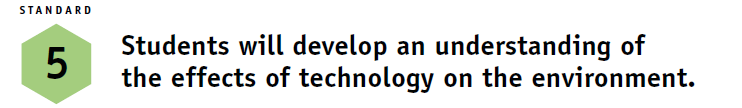 STANDARD
5
Students will develop an understanding of
the effects of technology on the environment.